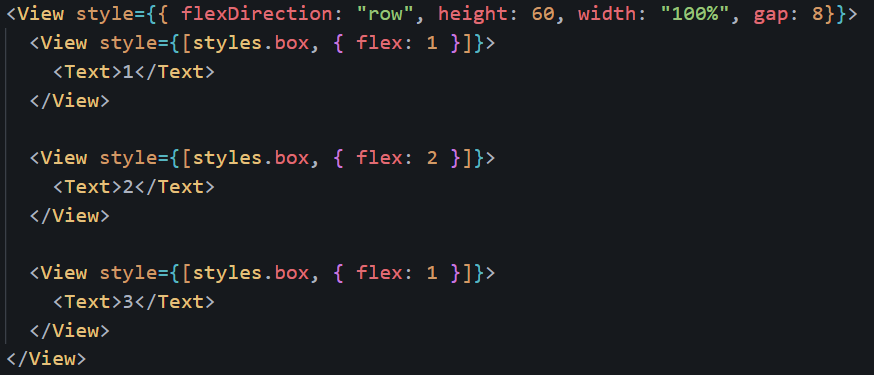 <View style={{ flexDirection: "row", height: 60, width: "100%", gap: 8}}>
  <View style={[styles.box, { flex: 1 }]}>
    <Text>1</Text>
  </View>

  <View style={[styles.box, { flex: 2 }]}>
    <Text>2</Text>
  </View>

  <View style={[styles.box, { flex: 1 }]}>
    <Text>3</Text>
  </View>
</View>